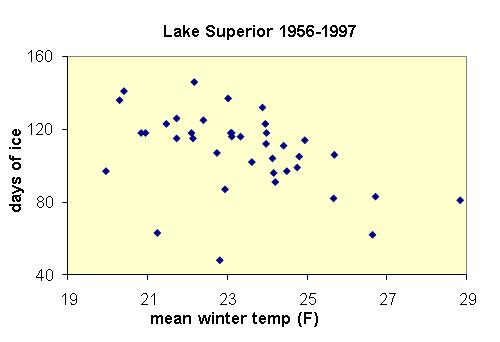 Lake Superior 1956-1997
160
120
80
40
days of ice
19 21 23 25 27 29
mean winter temp (F)